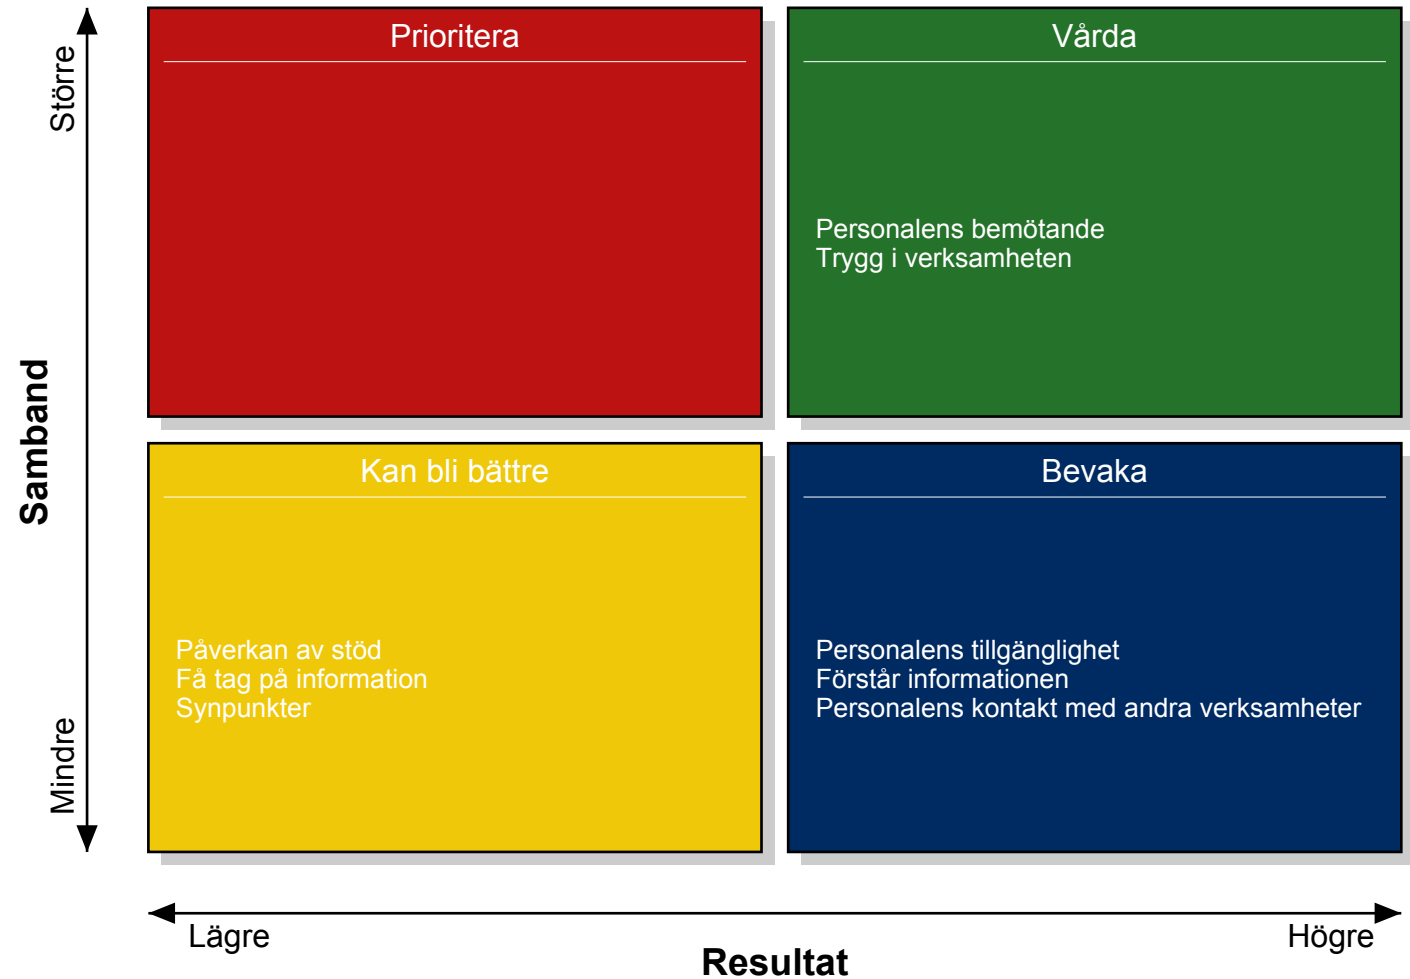 Större
Samband
Mindre
Prioritera
Vårda
Personalens bemötande
Trygg i verksamheten
Kan bli bättre
Påverkan av stöd
Få tag på information
Synpunkter
Bevaka
Personalens tillgänglighet
Förstår informationen
Personalens kontakt med andra verksamheter
Lägre
Högre
Resultat